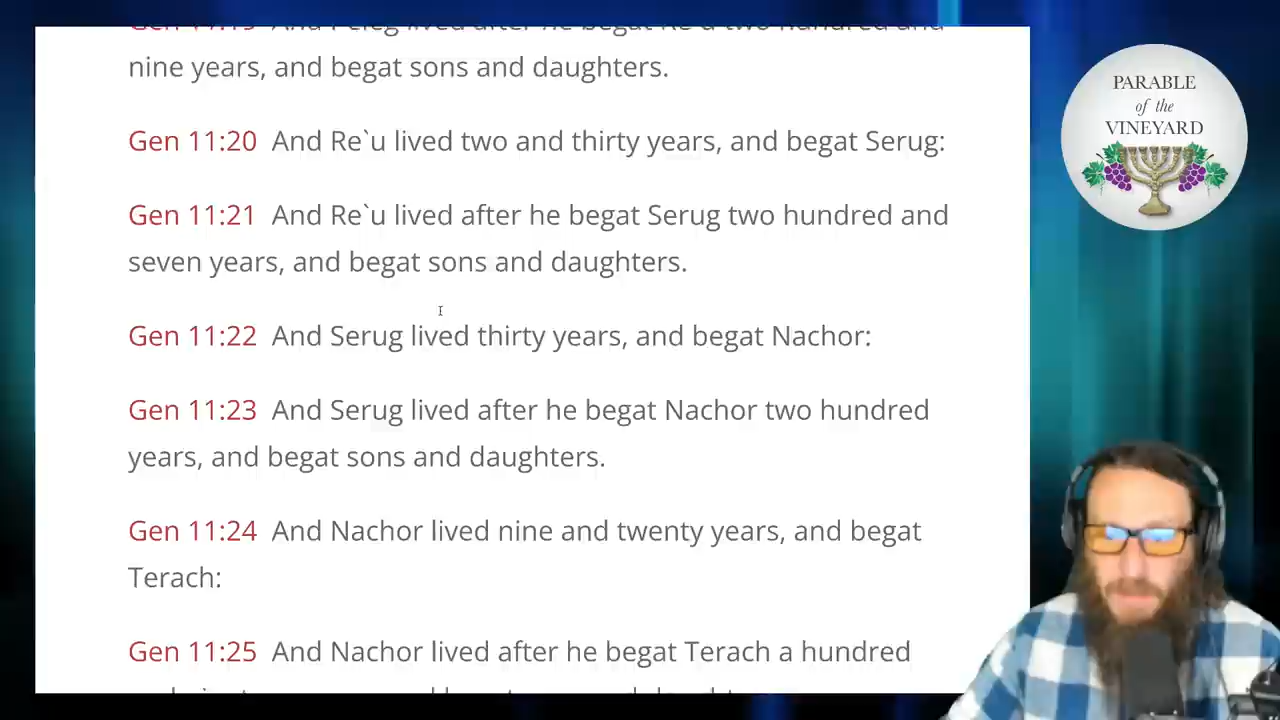 nine years, and begat sons and daughters.
Gen 11:20 And Re`u lived two and thirty years, and begat Serug:
Gen 11:21 And Re`u lived after he begat Serug two hundred and
seven years, and begat sons and daughters.
Gen 11:22 And Serug lived thirty years, and begat Nachor:
Gen 11:23 And Serug lived after he begat Nachor two hundred
years, and begat sons and daughters.
Gen 11:24 And Nachor lived nine and twenty years, and begat
Terach:
Gen 11:25 And Nachor lived after he begat Terach a hundred
PARABLE
of the
VINEYARD